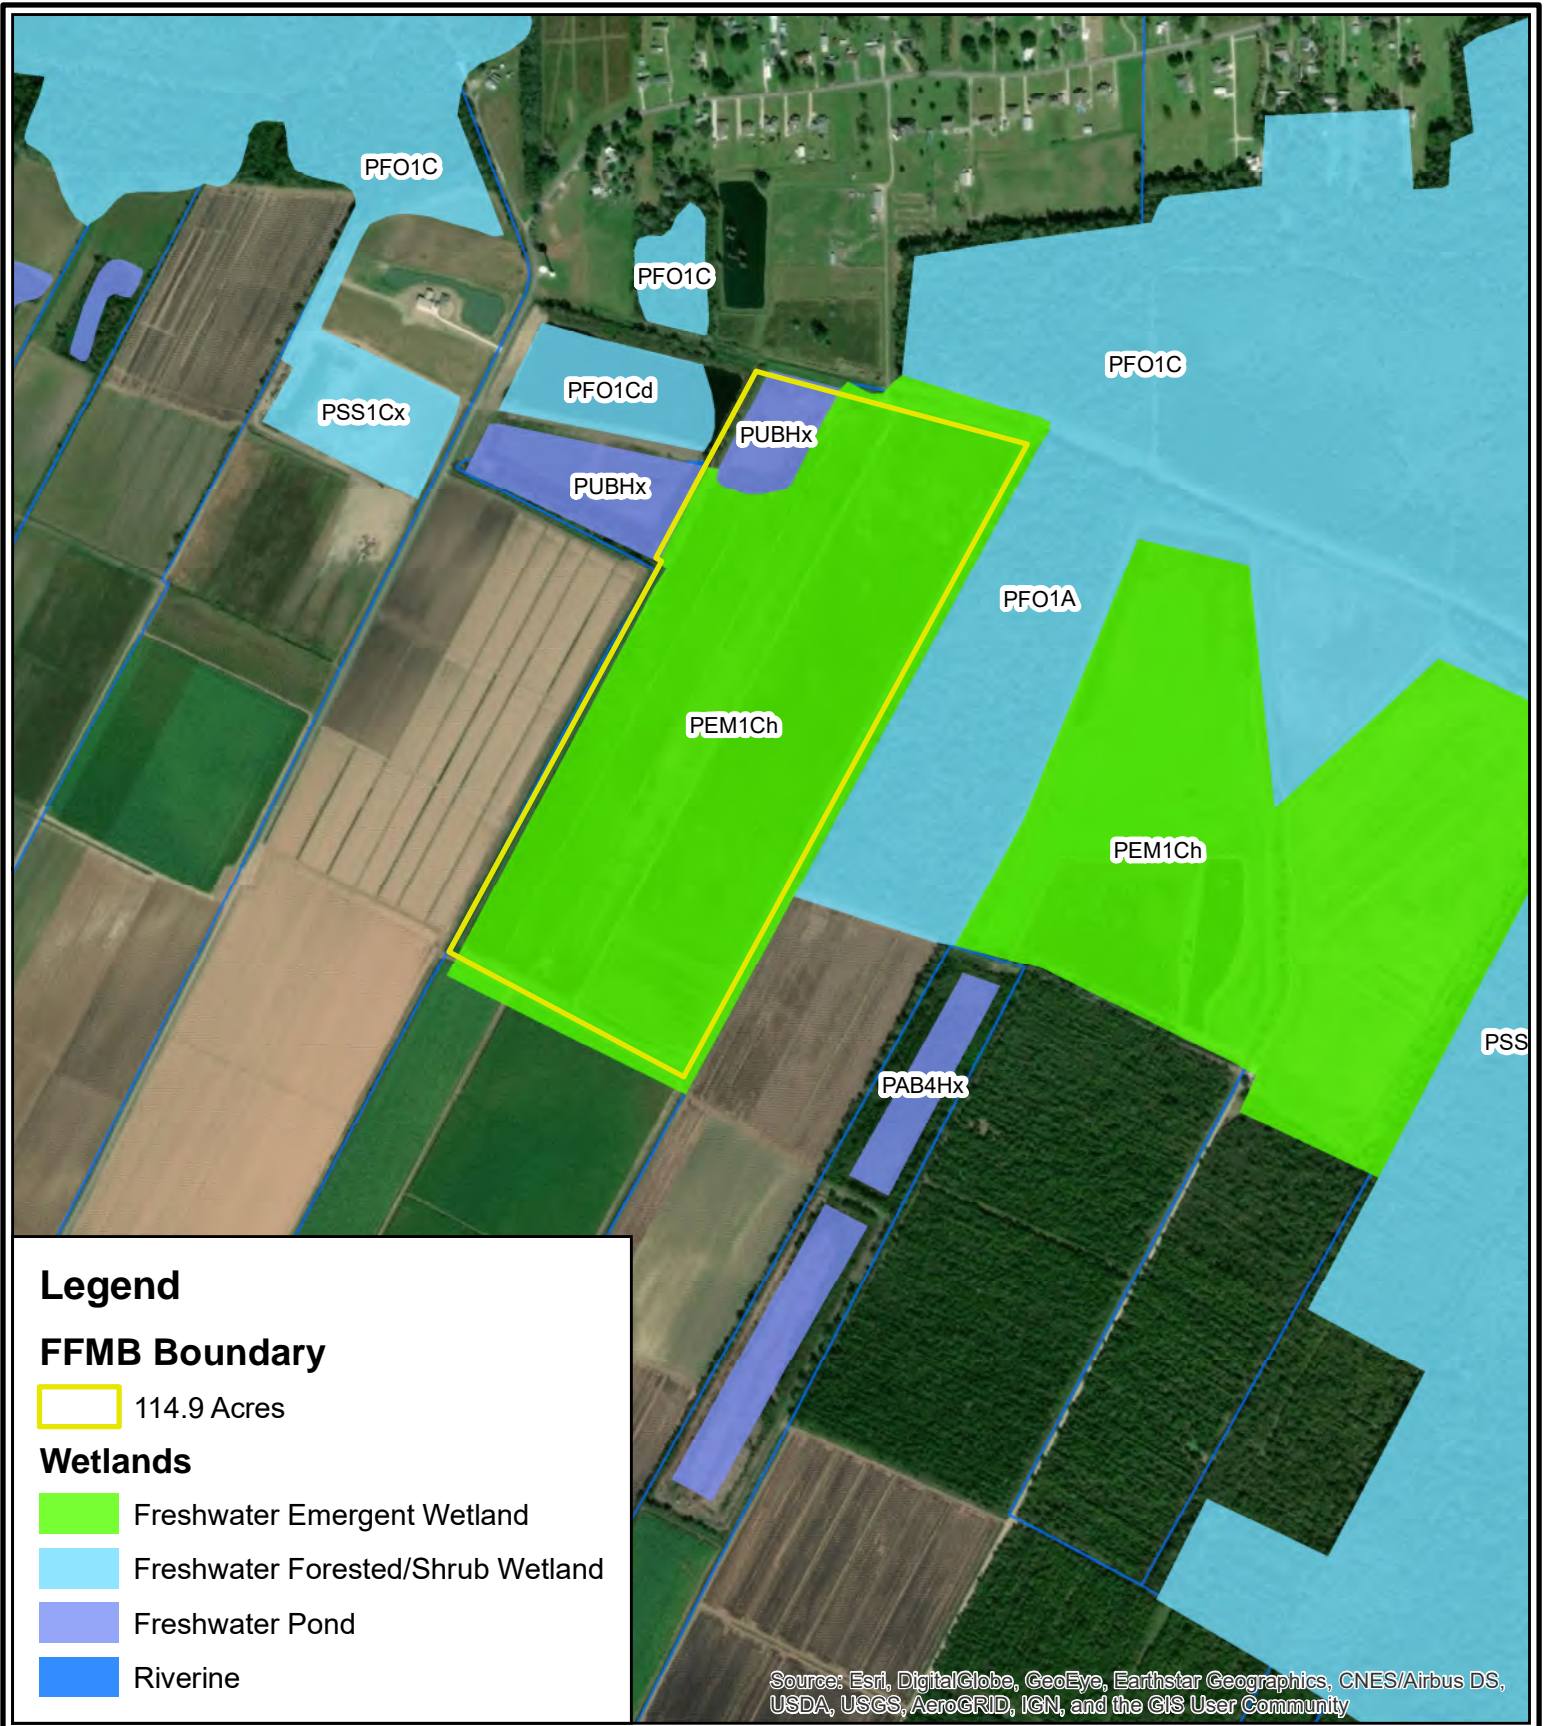 PFO1C
PFO1C
PFO1C
PFO1Cd
PSS1Cx
PUBHx
PUBHx
PFO1A
PEM1Ch
PEM1Ch
PSS
PAB4Hx
Legend
FFMB Boundary
114.9 Acres
Wetlands
Freshwater Emergent Wetland
Freshwater Forested/Shrub Wetland
Freshwater Pond
Riverine
Source: Esri, DigitalGlobe, GeoEye, Earthstar Geographics, CNES/Airbus DS,
USDA, USGS, AeroGRID, IGN, and the GIS User Community